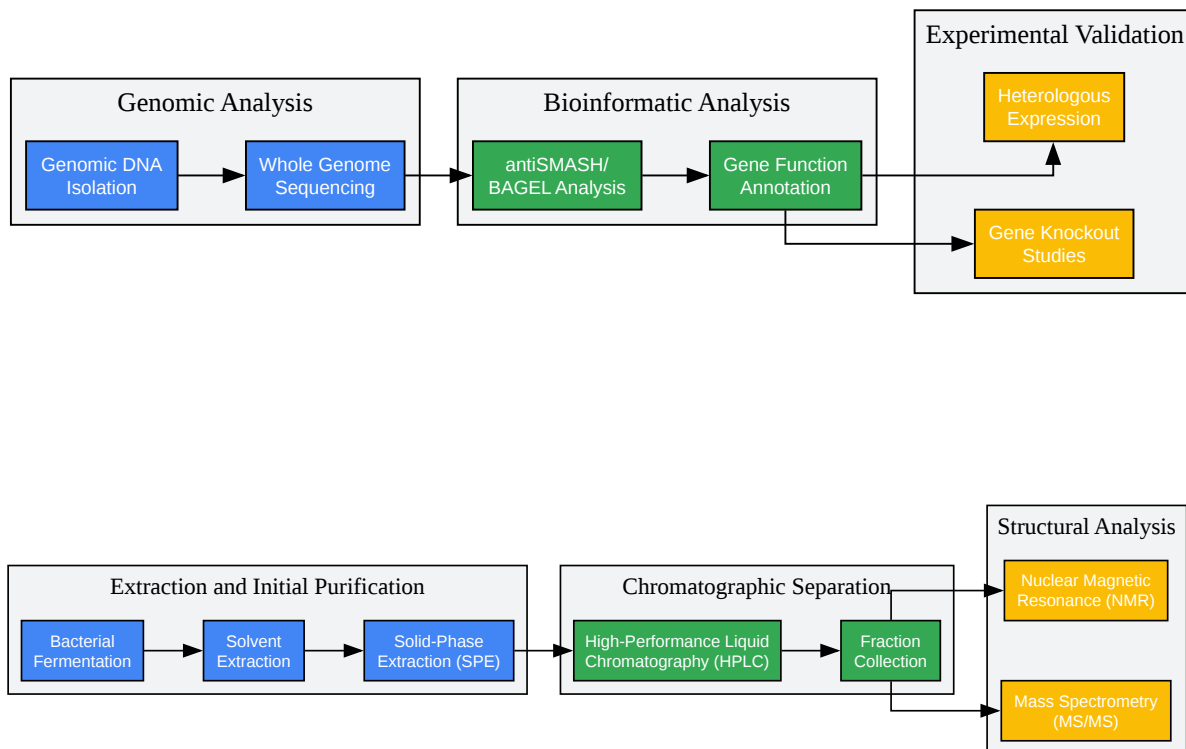 Experimental Validation
Genomic Analysis
Bioinformatic Analysis
Heterologous
Expression
Genomic DNA
Isolation
Whole Genome
Sequencing
antiSMASH/
BAGEL Analysis
Gene Function
Annotation
Gene Knockout
Studies
Structural Analysis
Extraction and Initial Purification
Chromatographic Separation
Nuclear Magnetic
Resonance (NMR)
Bacterial
Fermentation
Solvent
Extraction
Solid-Phase
Extraction (SPE)
High-Performance Liquid
Chromatography (HPLC)
Fraction
Collection
Mass Spectrometry
(MS/MS)